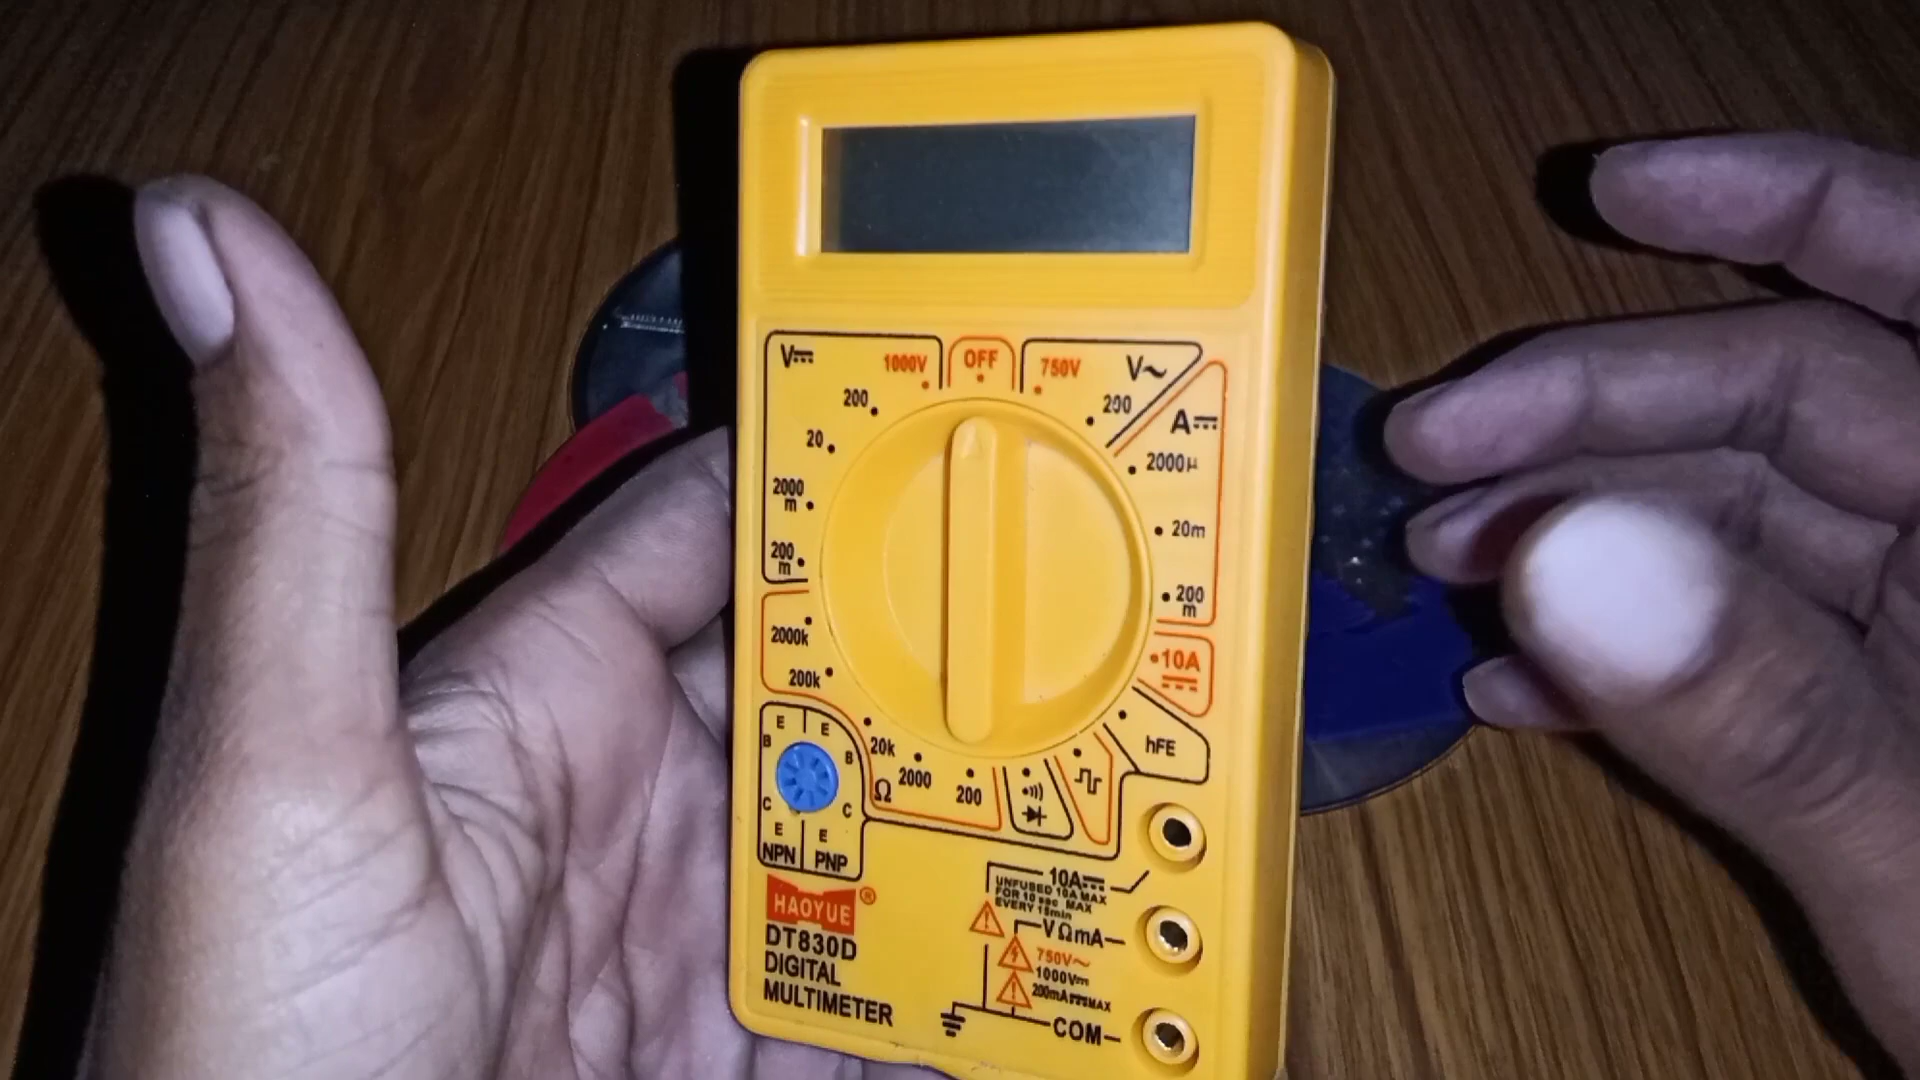 V⎓
1000V
OFF
750V
V~
200
200
A⎓
20
2000µ
2000
m
20m
200
m
200
m
2000k
10A
200k
hFE
20k
2000
200
Ω
E
E
B
B
C
C
E
E
NPN
PNP
HAOYUE®
DT830D
DIGITAL
MULTIMETER
10A⎓
UNFUSED 10A MAX
FOR 10 sec MAX
EVERY 15min
VΩmA
750V~
1000V⎓
200mA⎓MAX
COM